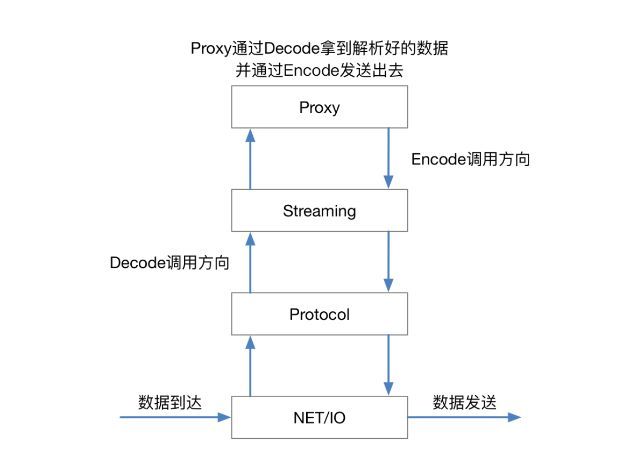 Proxy通过Decode拿到解析好的数据
并通过Encode发送出去
Proxy
Encode调用方向
Streaming
Decode调用方向
Protocol
数据到达
NET/IO
数据发送